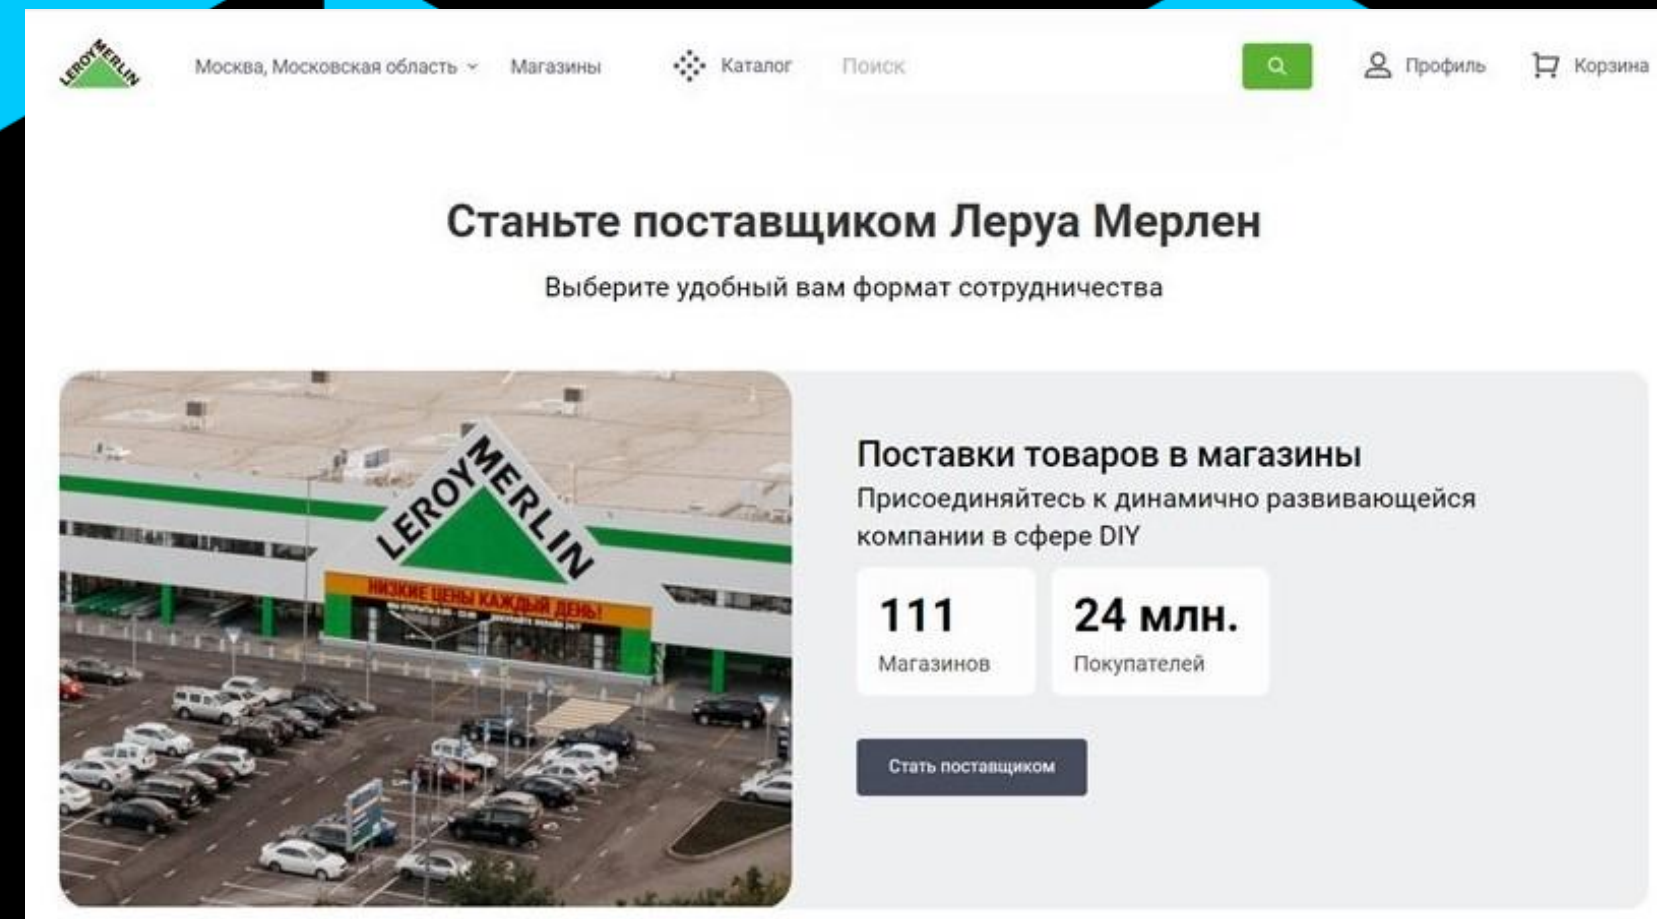 LEROY MERLIN
Москва, Московская область
Магазины
Каталог
Поиск
Профиль
Корзина
Станьте поставщиком Леруа Мерлен
Выберите удобный вам формат сотрудничества
LEROY MERLIN
НИЗКИЕ ЦЕНЫ КАЖДЫЙ ДЕНЬ!
Поставки товаров в магазины
Присоединяйтесь к динамично развивающейся
компании в сфере DIY
111
Магазинов
24 млн.
Покупателей
Стать поставщиком